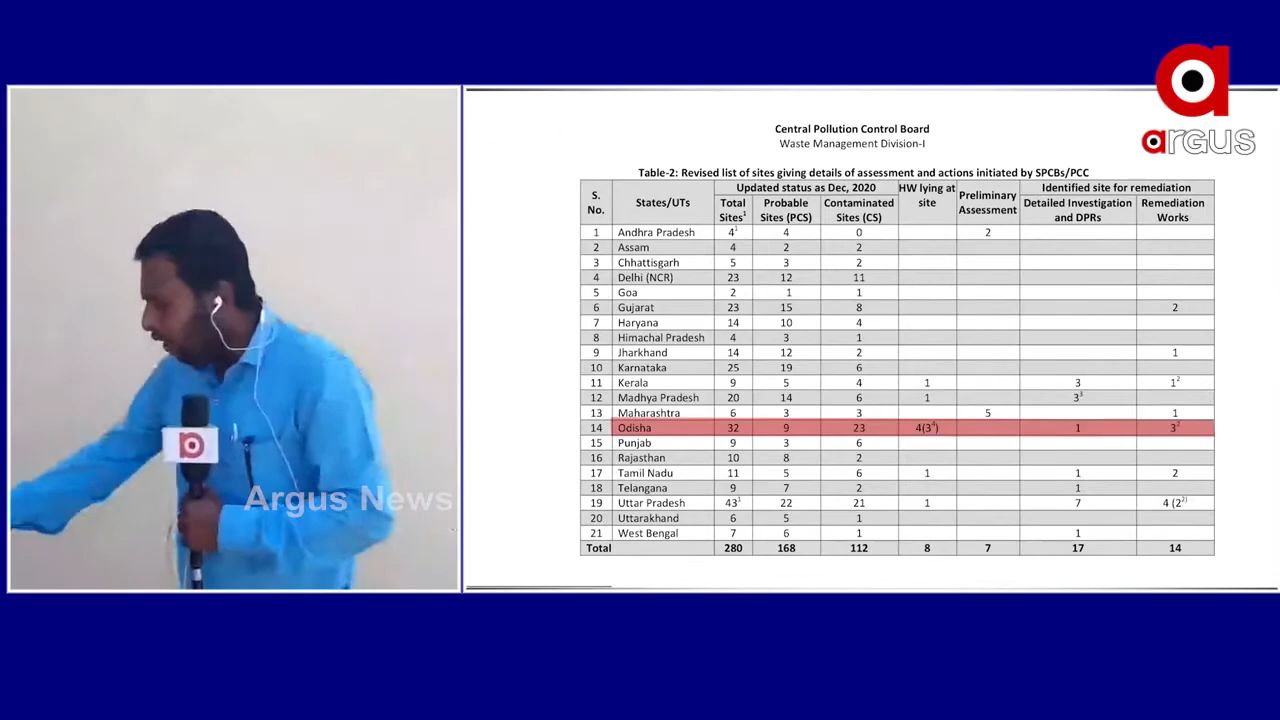 argus
Central Pollution Control Board
Waste Management Division-I
Table-2: Revised list of sites giving details of assessment and actions initiated by SPCBs/PCC
S. No. States/UTs Updated status as Dec, 2020 HW lying at site Preliminary Assessment Identified site for remediation
Total Sites¹ Probable Sites (PCS) Contaminated Sites (CS) Detailed Investigation and DPRs Remediation Works
1 Andhra Pradesh 4¹ 4 0 2
2 Assam 4 2 2
3 Chhattisgarh 5 3 2
4 Delhi (NCR) 23 12 11
5 Goa 2 1 1
6 Gujarat 23 15 8 2
7 Haryana 14 10 4
8 Himachal Pradesh 4 3 1
9 Jharkhand 14 12 2 1
10 Karnataka 25 19 6
11 Kerala 9 5 4 1 3 1²
12 Madhya Pradesh 20 14 6 1 3³
13 Maharashtra 6 3 3 5 1
14 Odisha 32 9 23 4(3⁴) 1 3²
15 Punjab 9 3 6
16 Rajasthan 10 8 2
17 Tamil Nadu 11 5 6 1 1 2
18 Telangana 9 7 2 1
19 Uttar Pradesh 43¹ 22 21 1 7 4 (2²⁾)
20 Uttarakhand 6 5 1
21 West Bengal 7 6 1 1
Total 280 168 112 8 7 17 14
Argus News